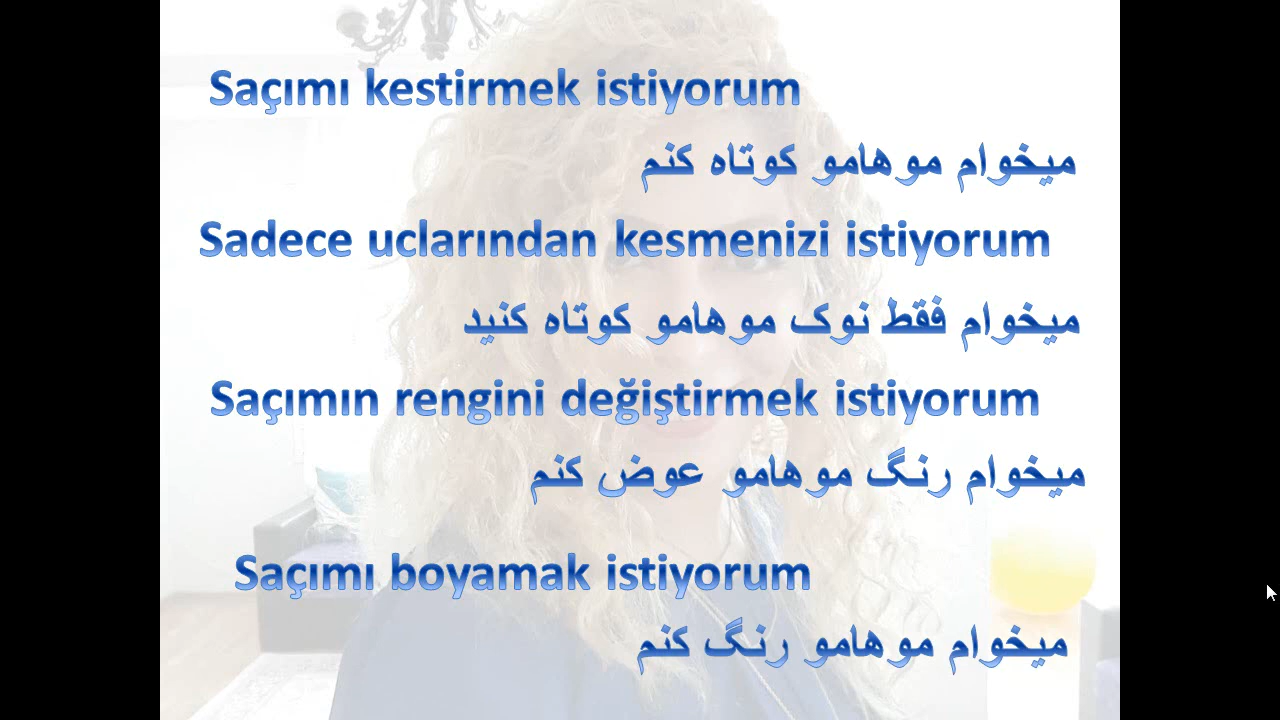 Saçımı kestirmek istiyorum
میخوام موهامو کوتاه کنم
Sadece uclarından kesmenizi istiyorum
میخوام فقط نوک موهامو کوتاه کنید
Saçımın rengini değiştirmek istiyorum
میخوام رنگ موهامو عوض کنم
Saçımı boyamak istiyorum
میخوام موهامو رنگ کنم